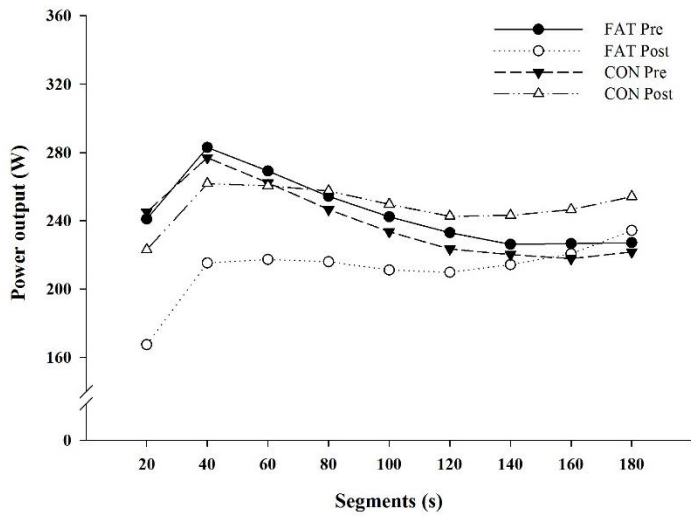 360
320
280
240
200
160
0
Power output (W)
FAT Pre
FAT Post
CON Pre
CON Post
20 40 60 80 100 120 140 160 180
Segments (s)